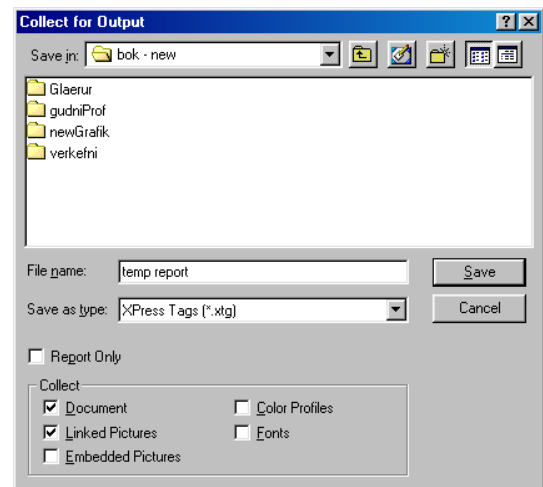 Collect for Output
Save in: bok - new
Glaerur
gudniProf
newGrafik
verkefni
File name: temp report Save
Save as type: XPress Tags (*.xtg) Cancel
Report Only
Collect
Document Color Profiles
Linked Pictures Fonts
Embedded Pictures